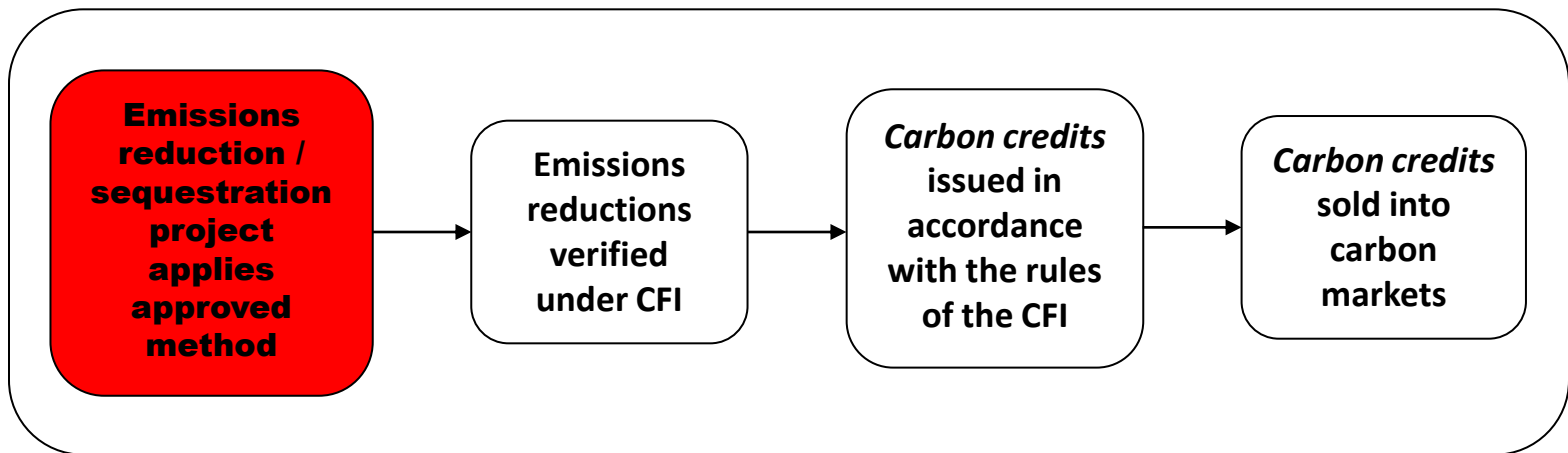 Emissions
reduction /
sequestration
project
applies
approved
method
Emissions
reductions
verified
under CFI
Carbon credits
issued in
accordance
with the rules
of the CFI
Carbon credits
sold into
carbon
markets